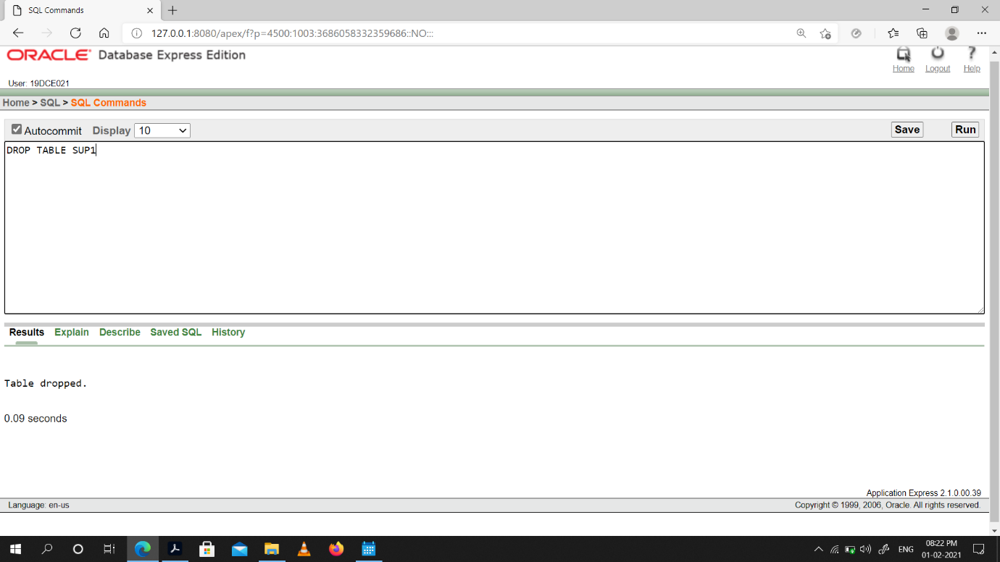 SQL Commands
127.0.0.1:8080/apex/f?p=4500:1003:3686058332359686::NO:::
ORACLE Database Express Edition
Home Logout Help
User: 19DCE021
Home > SQL > SQL Commands
Autocommit Display 10 Save Run
DROP TABLE SUP1
Results Explain Describe Saved SQL History
Table dropped.
0.09 seconds
Application Express 2.1.0.00.39
Language: en-us Copyright © 1999, 2006, Oracle. All rights reserved.
ENG 08:22 PM
01-02-2021